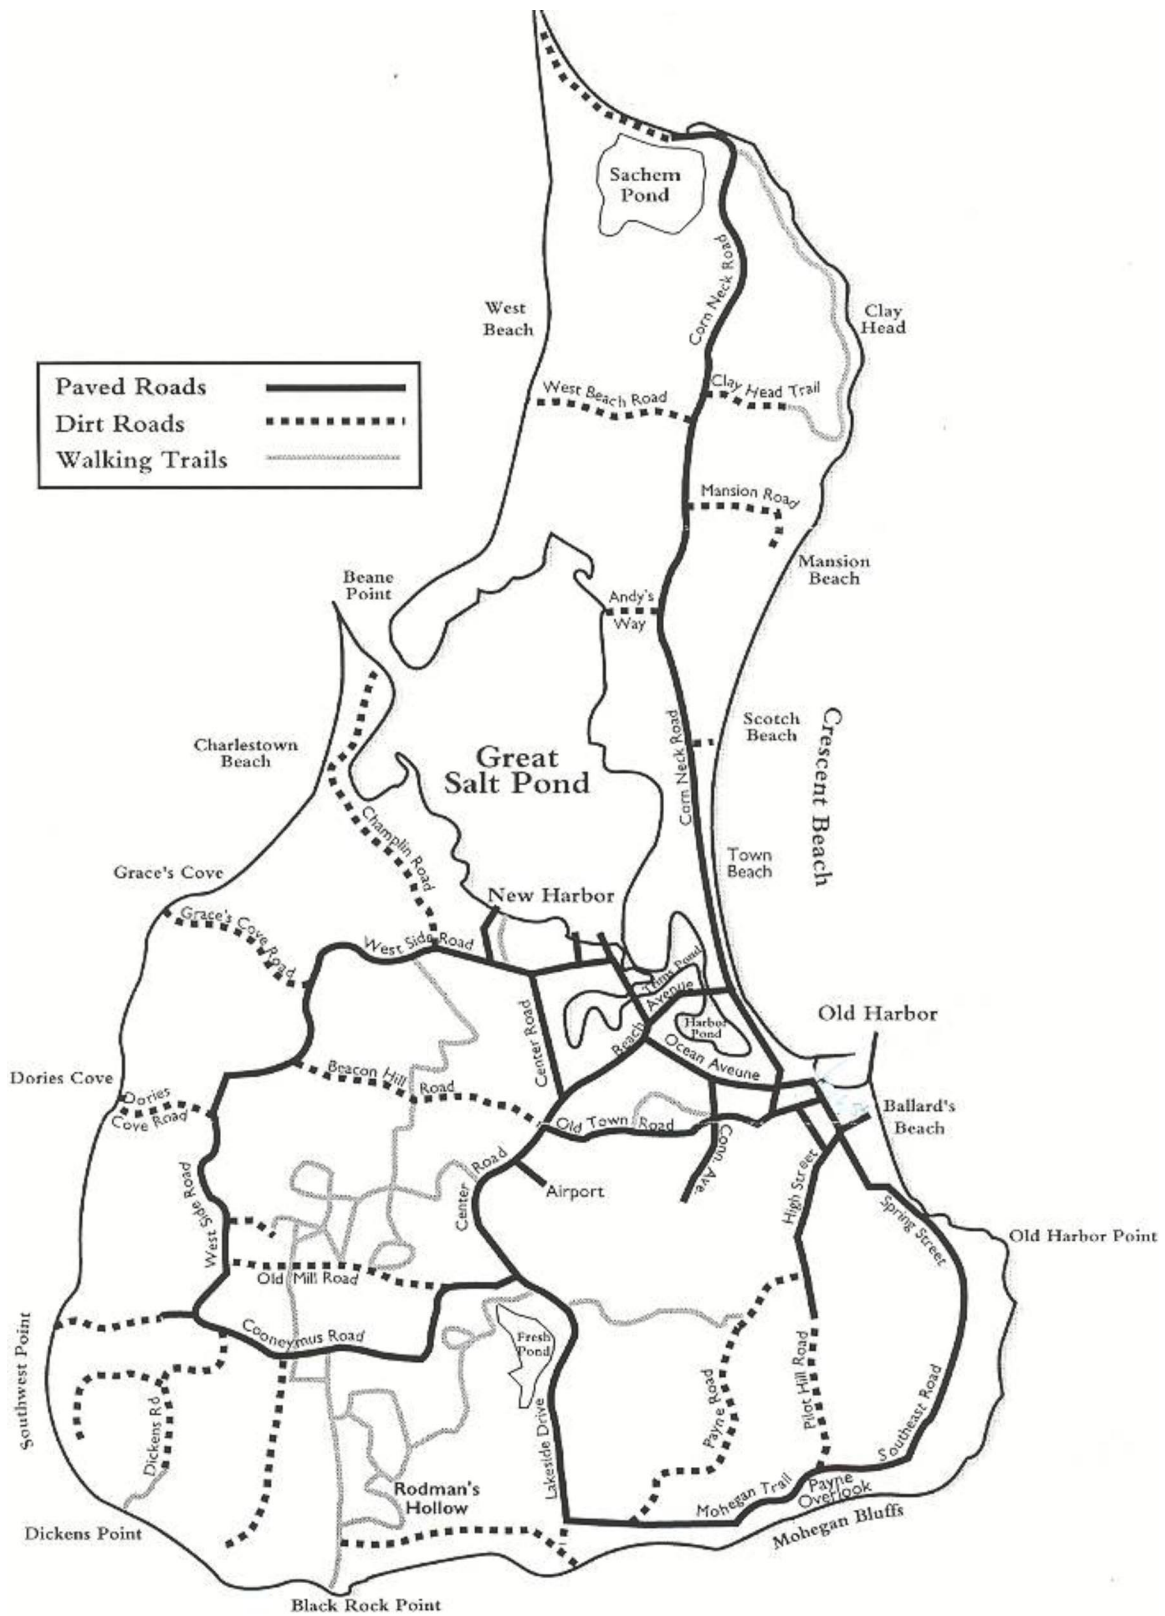 Sachem
Pond
Corn Neck Road
West
Beach
Clay
Head
Paved Roads
Dirt Roads
Walking Trails
West Beach Road
Clay Head Trail
Mansion Road
Mansion
Beach
Beane
Point
Andy's
Way
Scotch
Beach
Crescent Beach
Charlestown
Beach
Great
Salt Pond
Corn Neck Road
Champlin Road
Town
Beach
Grace's Cove
New Harbor
Grace's Cove Road
West Side Road
Trims Pond
Center Road
Beach Avenue
Harbor
Pond
Old Harbor
Ocean Aveune
Beacon Hill Road
Dories Cove
Dories
Cove Road
Old Town Road
Ballard's
Beach
Conn. Ave.
Center Road
Airport
West Side Road
High Street
Spring Street
Old Harbor Point
Old Mill Road
Cooneymus Road
Fresh
Pond
Southwest Point
Pilot Hill Road
Payne Road
Dickens Rd
Lakeside Drive
Southeast Road
Rodman's
Hollow
Mohegan Trail
Payne
Overlook
Mohegan Bluffs
Dickens Point
Black Rock Point